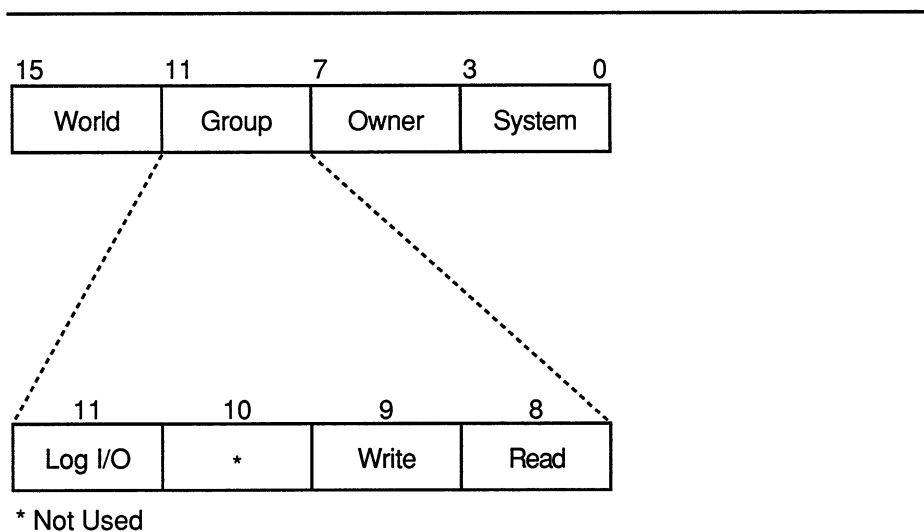 15 11 7 3 0
World Group Owner System
11 10 9 8
Log I/O * Write Read
* Not Used